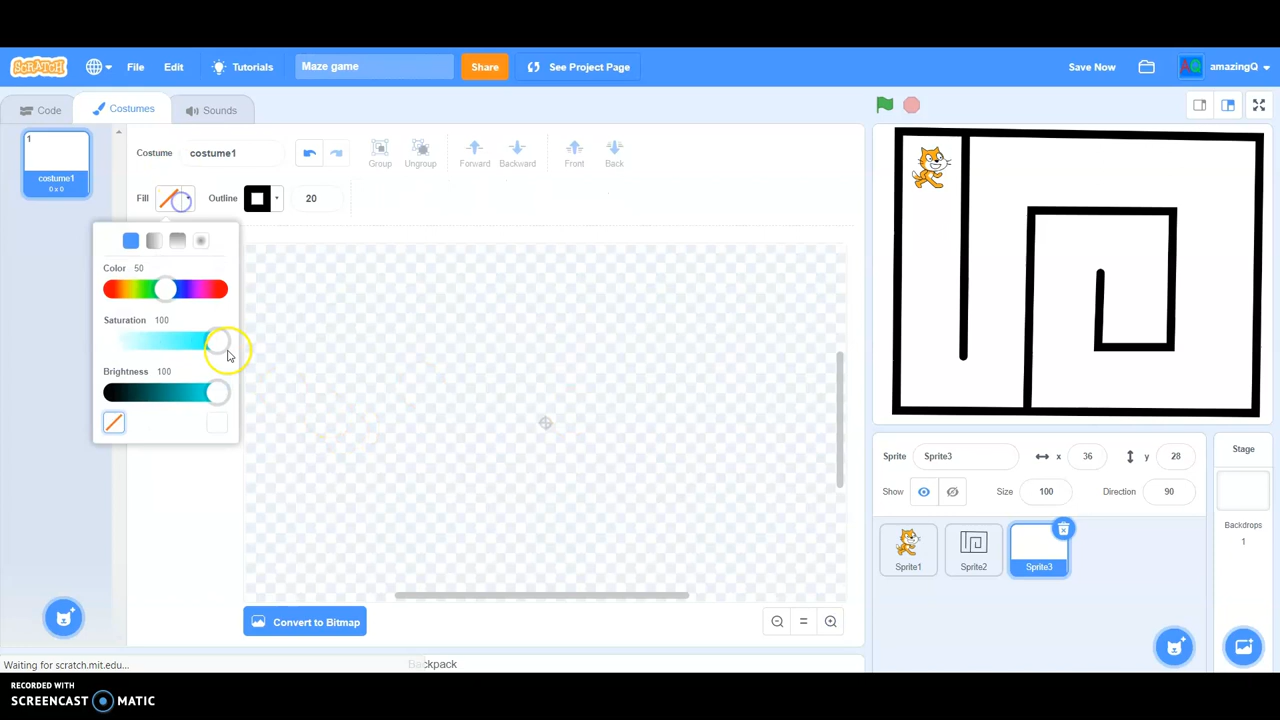 SCRATCH File Edit Tutorials Maze game Share See Project Page Save Now AQ amazingQ
Code Costumes Sounds
1
costume1
0 x 0
Costume costume1 Group Ungroup Forward Backward Front Back
Fill Outline 20
Color 50
Saturation 100
Brightness 100
Convert to Bitmap
Sprite Sprite3 x 36 y 28
Show Size 100 Direction 90
Sprite1 Sprite2 Sprite3
Stage
Backdrops
1
Waiting for scratch.mit.edu...
Backpack
RECORDED WITH
SCREENCAST MATIC